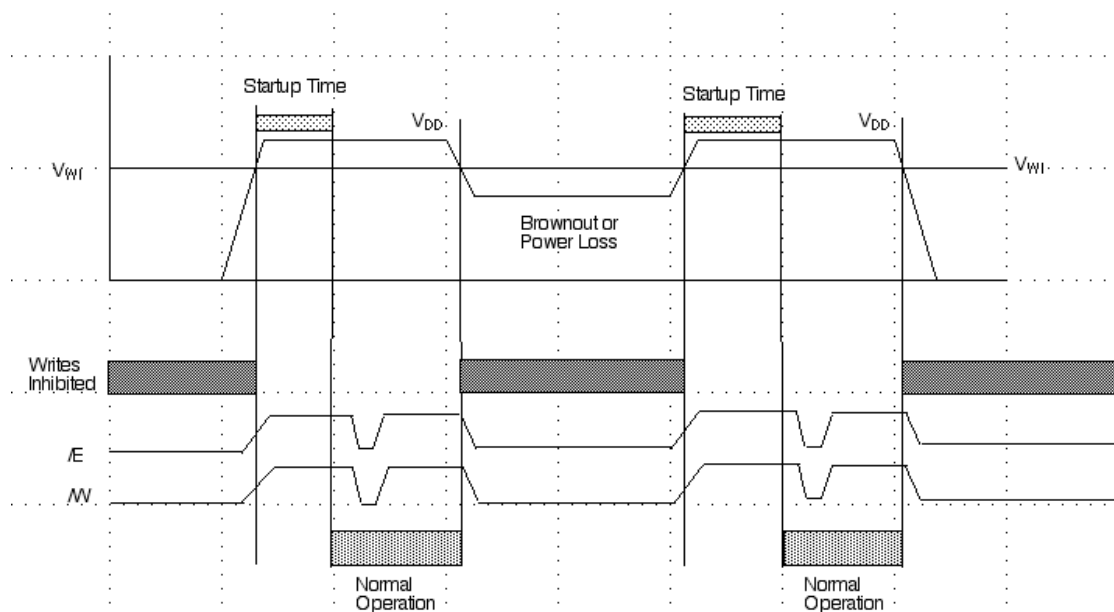 Startup Time
Startup Time
VDD
VDD
VWI
VWI
Brownout or
Power Loss
Writes
Inhibited
/E
/W
Normal
Operation
Normal
Operation